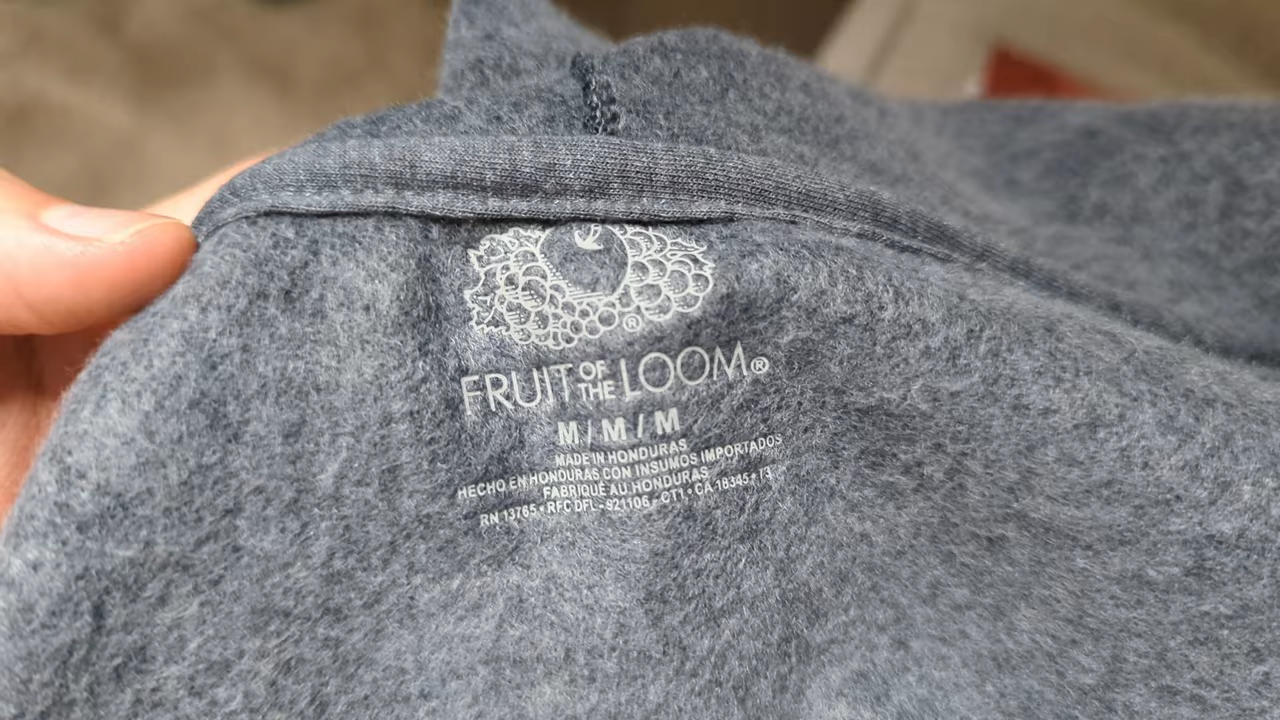 ®
FRUIT OF THE LOOM®
M / M / M
MADE IN HONDURAS
HECHO EN HONDURAS CON INSUMOS IMPORTADOS
FABRIQUÉ AU HONDURAS
RN 13765 • RFC DFL - 921106 - CT1 • CA 18345 • 13